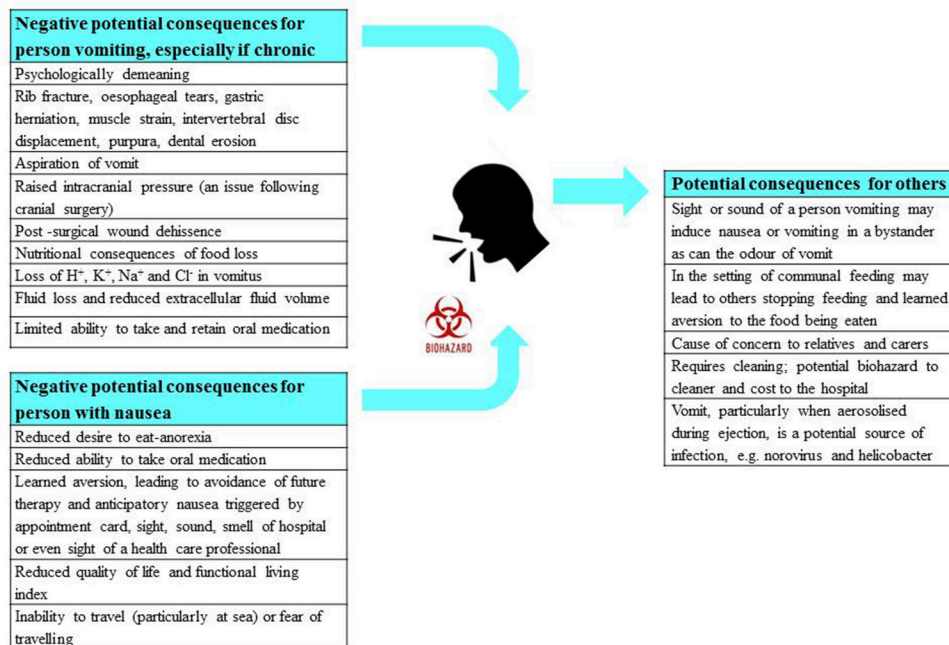 Negative potential consequences for
person vomiting, especially if chronic
Psychologically demeaning
Rib fracture, oesophageal tears, gastric
herniation, muscle strain, intervertebral disc
displacement, purpura, dental erosion
Aspiration of vomit
Raised intracranial pressure (an issue following
cranial surgery)
Post -surgical wound dehissence
Nutritional consequences of food loss
Loss of H⁺, K⁺, Na⁺ and Cl⁻ in vomitus
Fluid loss and reduced extracellular fluid volume
Limited ability to take and retain oral medication
Negative potential consequences for
person with nausea
Reduced desire to eat-anorexia
Reduced ability to take oral medication
Learned aversion, leading to avoidance of future
therapy and anticipatory nausea triggered by
appointment card, sight, sound, smell of hospital
or even sight of a health care professional
Reduced quality of life and functional living
index
Inability to travel (particularly at sea) or fear of
travelling
BIOHAZARD
Potential consequences for others
Sight or sound of a person vomiting may
induce nausea or vomiting in a bystander
as can the odour of vomit
In the setting of communal feeding may
lead to others stopping feeding and learned
aversion to the food being eaten
Cause of concern to relatives and carers
Requires cleaning; potential biohazard to
cleaner and cost to the hospital
Vomit, particularly when aerosolised
during ejection, is a potential source of
infection, e.g. norovirus and helicobacter